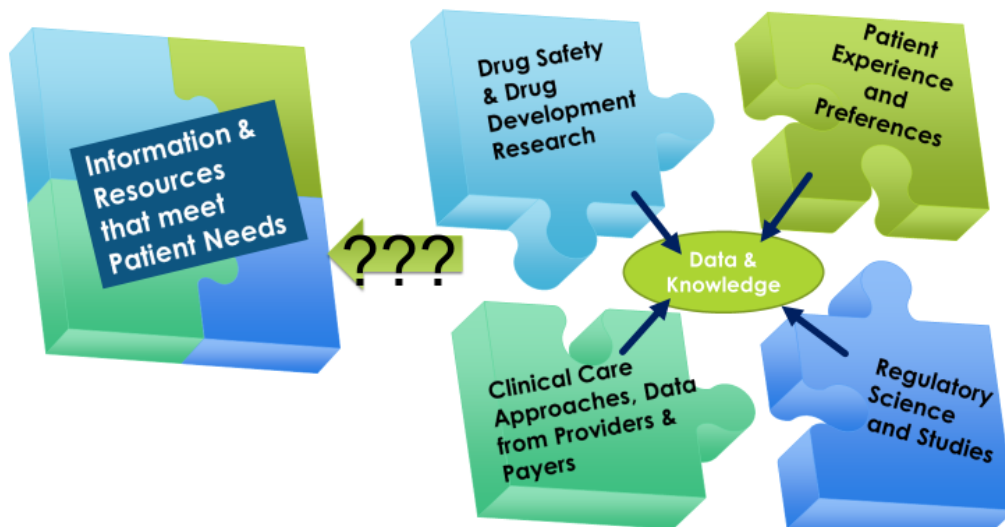 Information &
Resources
that meet
Patient Needs
???
Drug Safety
& Drug
Development
Research
Patient
Experience
and
Preferences
Data &
Knowledge
Clinical Care
Approaches, Data
from Providers &
Payers
Regulatory
Science
and Studies